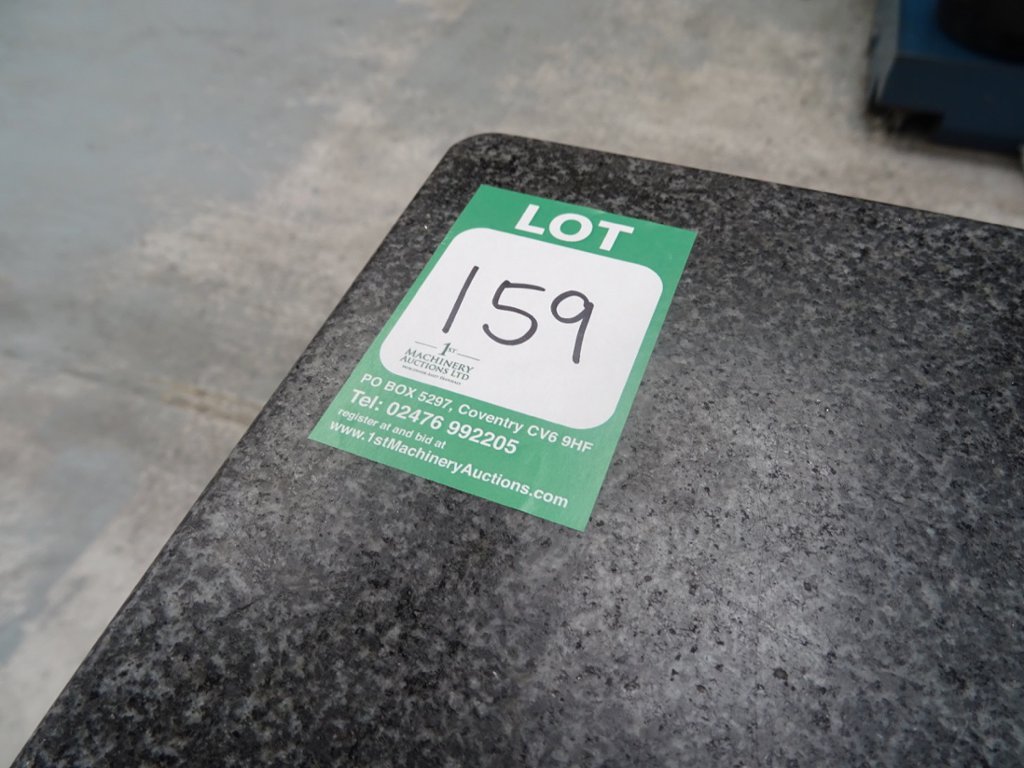 LOT
159
1ST
MACHINERY
AUCTIONS LTD
PO BOX 5297, Coventry CV6 9HF
Tel: 02476 992205
register at and bid at
www.1stMachineryAuctions.com